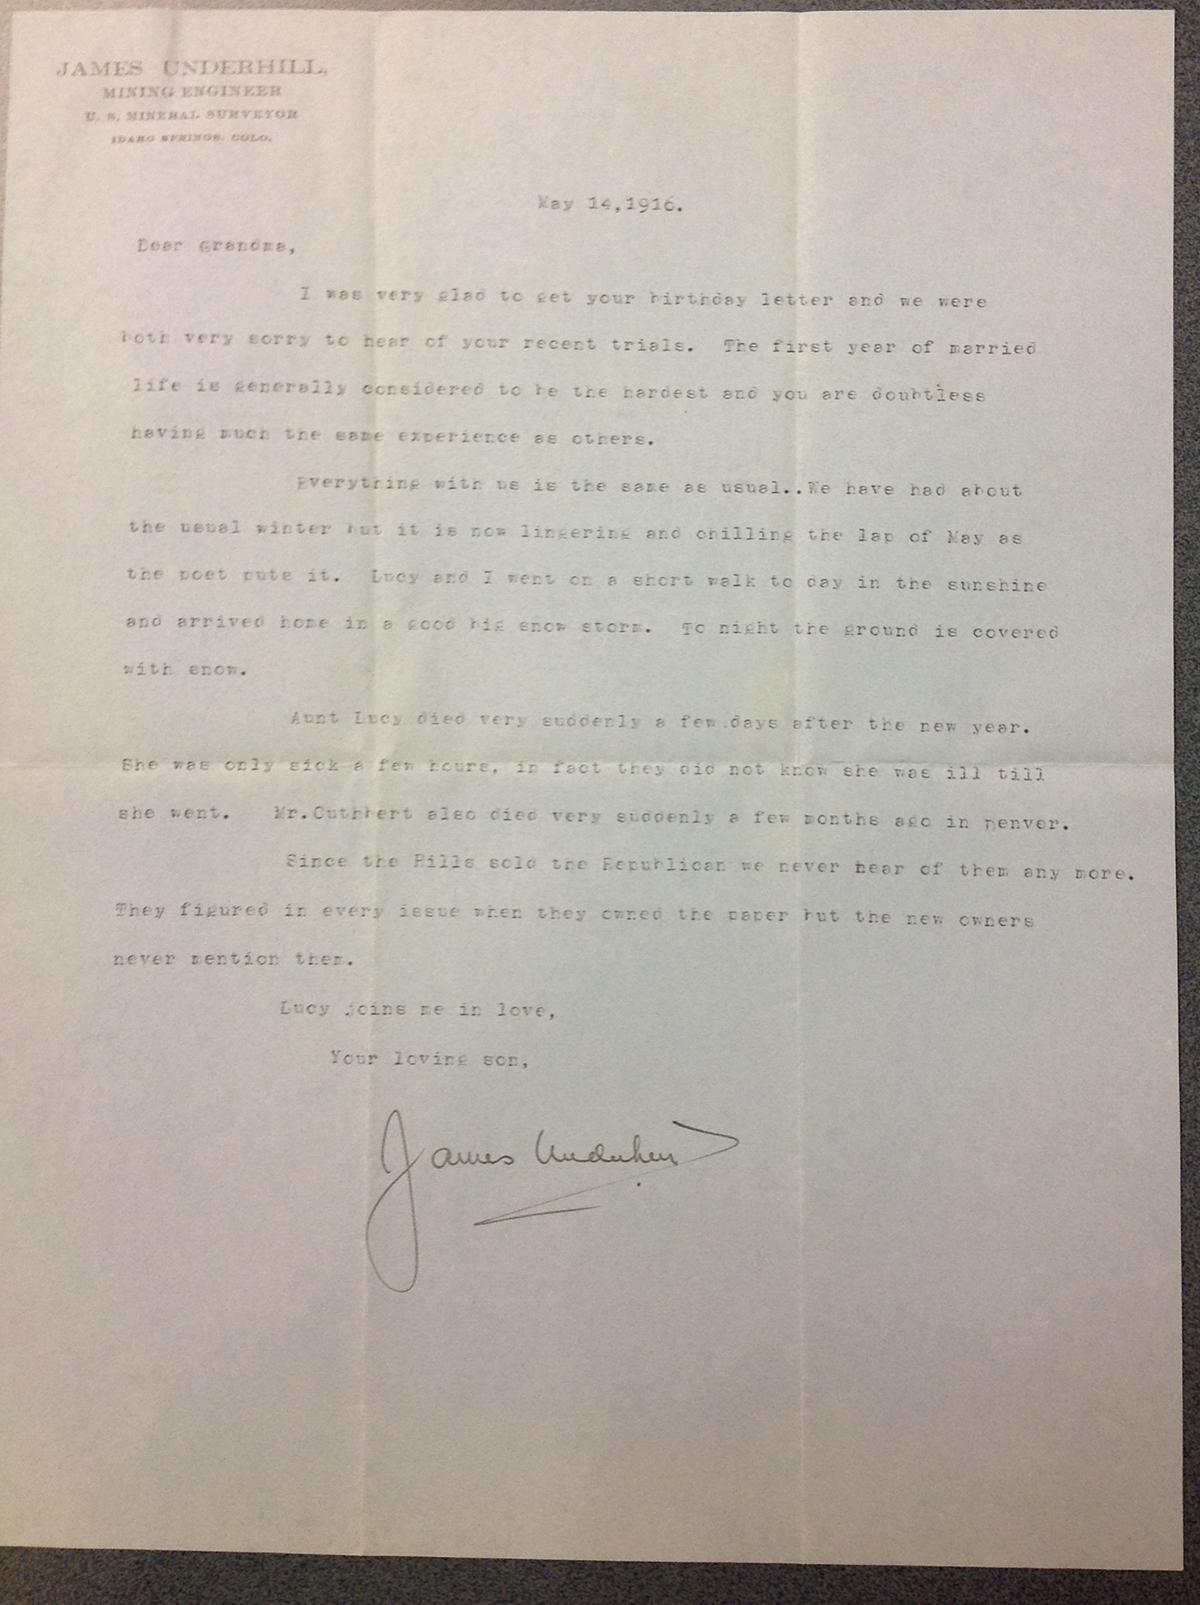 JAMES UNDERHILL,
MINING ENGINEER
U. S. MINERAL SURVEYOR
IDAHO SPRINGS, COLO.
May 14,1916.
Dear Grandma,
I was very glad to get your birthday letter and we were
both very sorry to hear of your recent trials. The first year of married
life is generally considered to be the hardest and you are doubtless
having much the same experience as others.
Everything with us is the same as usual..We have had about
the usual winter but it is now lingering and chilling the lap of May as
the poet puts it. Lucy and I went on a short walk to day in the sunshine
and arrived home in a good big snow storm. To night the ground is covered
with snow.
Aunt Lucy died very suddenly a few.days after the new year.
She was only sick a few hours, in fact they did not know she was ill till
she went. Mr.Cuthbert also died very suddenly a few months ago in Denver.
Since the Hills sold the Republican we never hear of them any more.
They figured in every issue when they owned the paper but the new owners
never mention them.
Lucy joins me in love,
Your loving son,
James Underhill